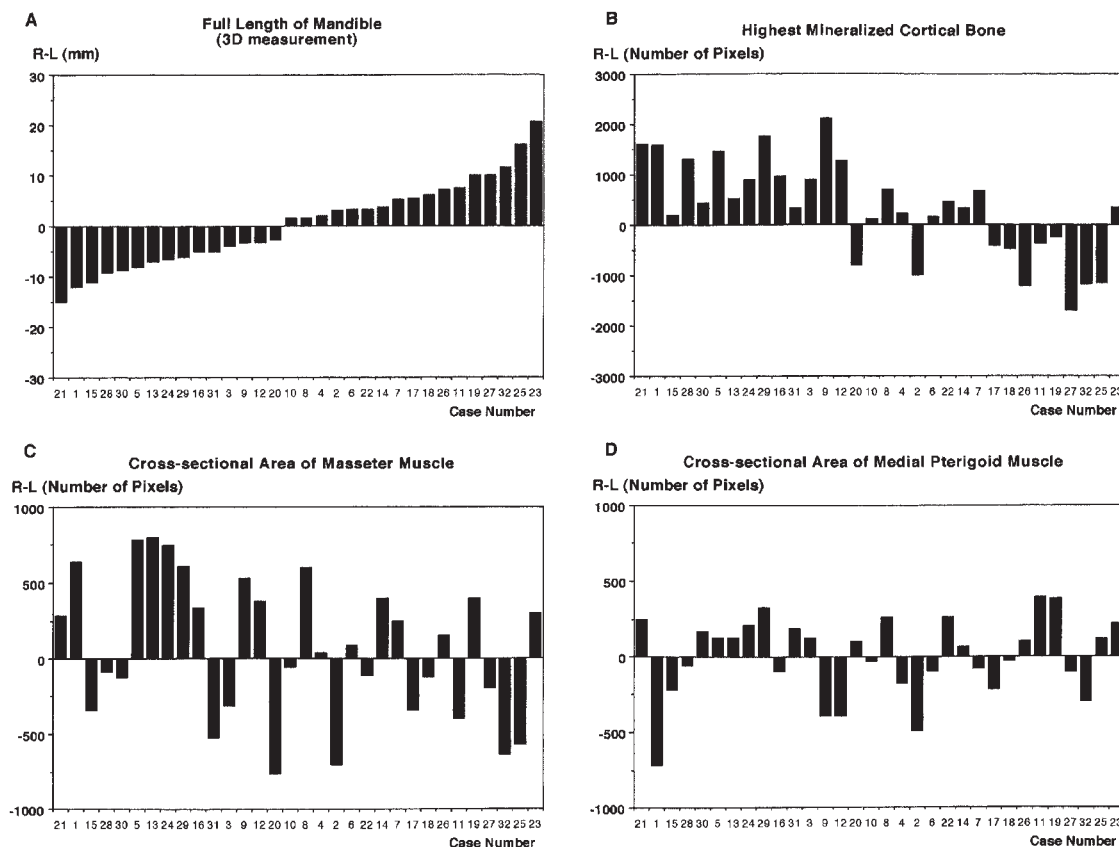 A
Full Length of Mandible
(3D measurement)
R-L (mm)
30
20
10
0
-10
-20
-30
21 1 15 28 30 5 13 24 29 16 31 3 9 12 20 10 8 4 2 6 22 14 7 17 18 26 11 19 27 32 25 23
Case Number
B
Highest Mineralized Cortical Bone
R-L (Number of Pixels)
3000
2000
1000
0
-1000
-2000
-3000
21 1 15 28 30 5 13 24 29 16 31 3 9 12 20 10 8 4 2 6 22 14 7 17 18 26 11 19 27 32 25 23
Case Number
C
Cross-sectional Area of Masseter Muscle
R-L (Number of Pixels)
1000
500
0
-500
-1000
21 1 15 28 30 5 13 24 29 16 31 3 9 12 20 10 8 4 2 6 22 14 7 17 18 26 11 19 27 32 25 23
Case Number
D
Cross-sectional Area of Medial Pterigoid Muscle
R-L (Number of Pixels)
1000
500
0
-500
-1000
21 1 15 28 30 5 13 24 29 16 31 3 9 12 20 10 8 4 2 6 22 14 7 17 18 26 11 19 27 32 25 23
Case Number